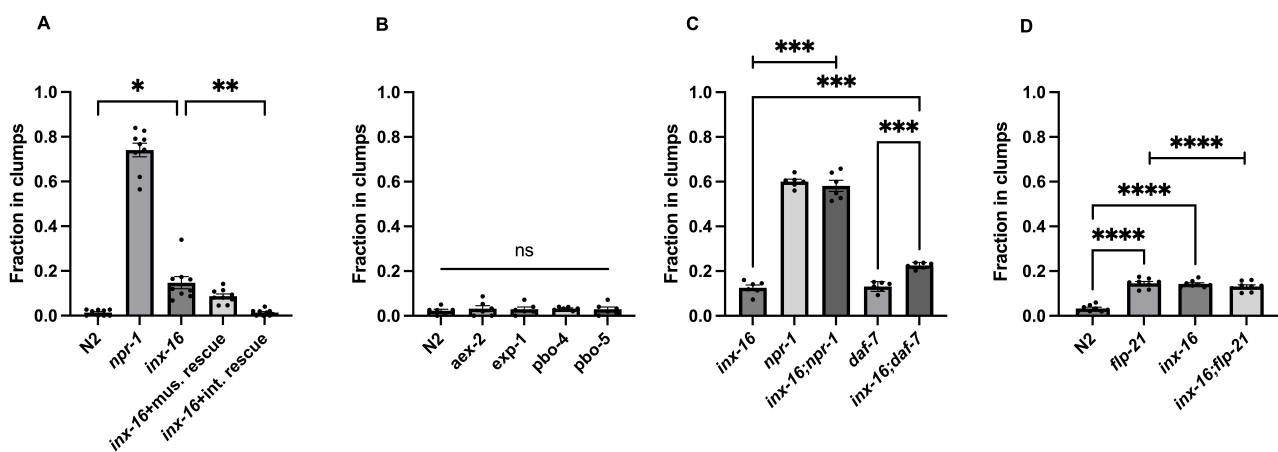 A
Fraction in clumps
1.0
0.8
0.6
0.4
0.2
0.0
* **
N2
npr-1
inx-16
inx-16+mus. rescue
inx-16+int. rescue
B
Fraction in clumps
1.0
0.8
0.6
0.4
0.2
0.0
ns
N2
aex-2
exp-1
pbo-4
pbo-5
C
Fraction in clumps
1.0
0.8
0.6
0.4
0.2
0.0
***
***
***
inx-16
npr-1
inx-16;npr-1
daf-7
inx-16;daf-7
D
Fraction in clumps
1.0
0.8
0.6
0.4
0.2
0.0
****
****
****
N2
flp-21
inx-16
inx-16;flp-21